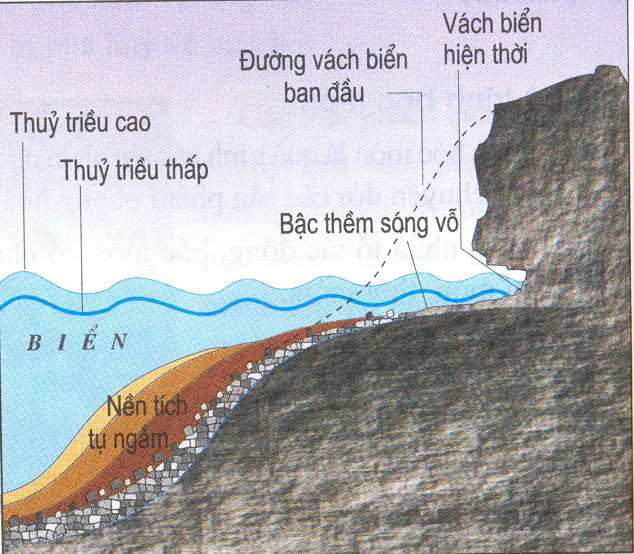 Vách biển
hiện thời
Đường vách biển
ban đầu
Thuỷ triều cao
Thuỷ triều thấp
Bậc thềm sóng vỗ
BIỂN
Nền tích
tụ ngầm